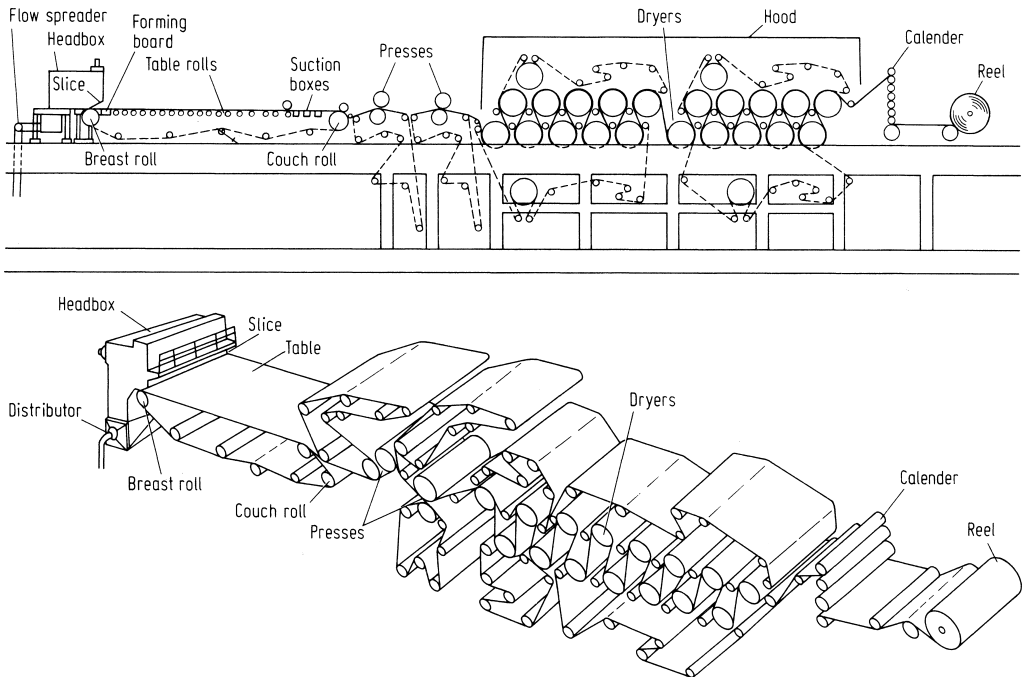 Flow spreader
Headbox
Slice
Forming
board
Table rolls
Suction
boxes
Presses
Dryers
Hood
Calender
Reel
Breast roll
Couch roll
Headbox
Slice
Table
Distributor
Breast roll
Couch roll
Presses
Dryers
Calender
Reel